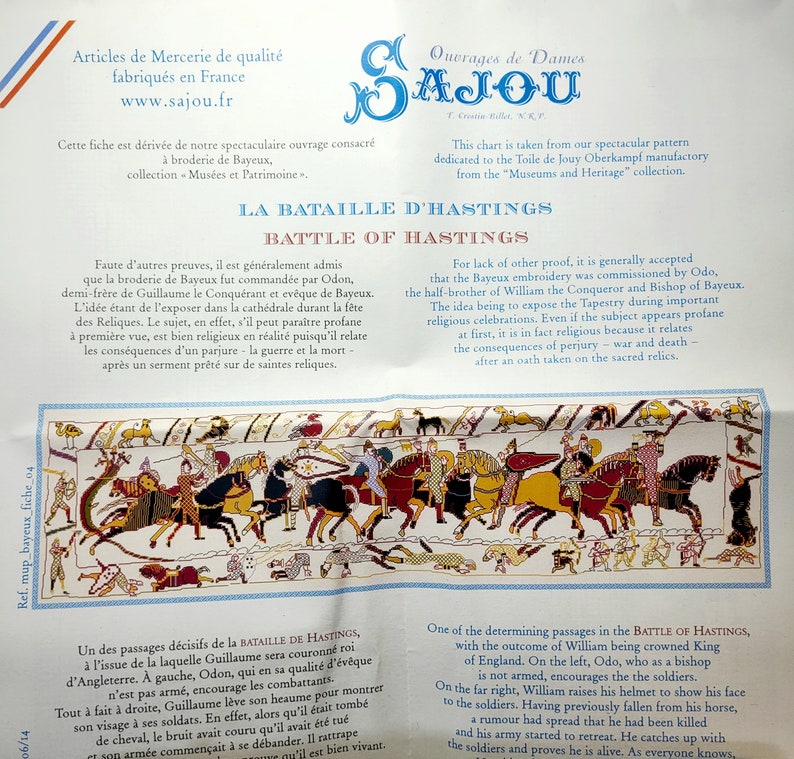 Articles de Mercerie de qualité
fabriqués en France
www.sajou.fr
Ouvrages de Dames
SAJOU
T. Crestin-Billet, N.R.P.
Cette fiche est dérivée de notre spectaculaire ouvrage consacré
à broderie de Bayeux,
collection « Musées et Patrimoine ».
This chart is taken from our spectacular pattern
dedicated to the Toile de Jouy Oberkampf manufactory
from the “Museums and Heritage” collection.
LA BATAILLE D'HASTINGS
BATTLE OF HASTINGS
Faute d'autres preuves, il est généralement admis
que la broderie de Bayeux fut commandée par Odon,
demi-frère de Guillaume le Conquérant et evêque de Bayeux.
L'idée étant de l'exposer dans la cathédrale durant la fête
des Reliques. Le sujet, en effet, s'il peut paraître profane
à première vue, est bien religieux en réalité puisqu'il relate
les conséquences d'un parjure - la guerre et la mort -
après un serment prêté sur de saintes reliques.
For lack of other proof, it is generally accepted
that the Bayeux embroidery was commissioned by Odo,
the half-brother of William the Conqueror and Bishop of Bayeux.
The idea being to expose the Tapestry during important
religious celebrations. Even if the subject appears profane
at first, it is in fact religious because it relates
the consequences of perjury – war and death –
after an oath taken on the sacred relics.
Ref. mup_bayeux_fiche_04
Un des passages décisifs de la BATAILLE DE HASTINGS,
à l'issue de la laquelle Guillaume sera couronné roi
d'Angleterre. À gauche, Odon, qui en sa qualité d'évêque
n'est pas armé, encourage les combattants.
Tout à fait à droite, Guillaume lève son heaume pour montrer
son visage à ses soldats. En effet, alors qu'il était tombé
de cheval, le bruit avait couru qu'il avait été tué
et son armée commençait à se débander. Il rattrape
prouve qu'il est bien vivant.
One of the determining passages in the BATTLE OF HASTINGS,
with the outcome of William being crowned King
of England. On the left, Odo, who as a bishop
is not armed, encourages the the soldiers.
On the far right, William raises his helmet to show his face
to the soldiers. Having previously fallen from his horse,
a rumour had spread that he had been killed
and his army started to retreat. He catches up with
the soldiers and proves he is alive. As everyone knows,
06/14